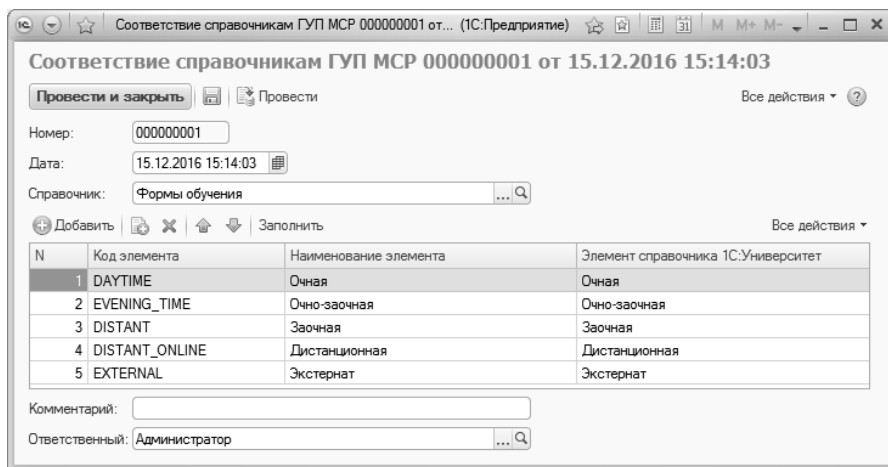 1С Соответствие справочникам ГУП МСР 000000001 от... (1С:Предприятие) 31 M M+ M-
Соответствие справочникам ГУП МСР 000000001 от 15.12.2016 15:14:03
Провести и закрыть Провести Все действия ?
Номер: 000000001
Дата: 15.12.2016 15:14:03
Справочник: Формы обучения ...
Добавить Заполнить Все действия
N Код элемента Наименование элемента Элемент справочника 1С:Университет
1 DAYTIME Очная Очная
2 EVENING_TIME Очно-заочная Очно-заочная
3 DISTANT Заочная Заочная
4 DISTANT_ONLINE Дистанционная Дистанционная
5 EXTERNAL Экстернат Экстернат
Комментарий:
Ответственный: Администратор ...